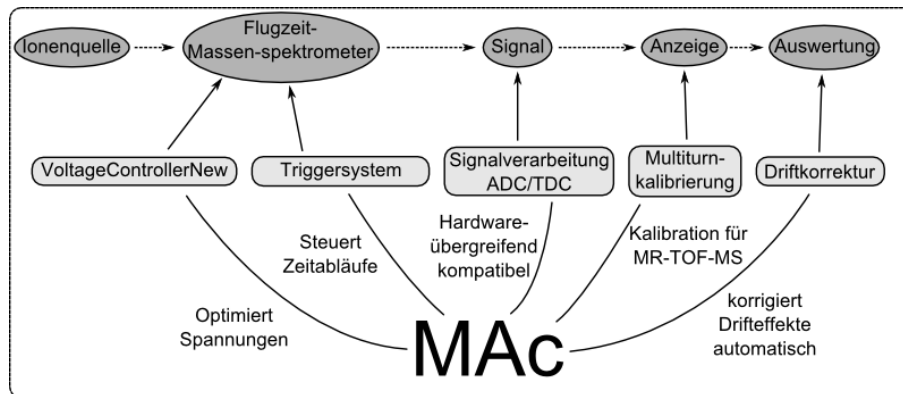 Ionenquelle
Flugzeit-
Massen-spektrometer
Signal
Anzeige
Auswertung
VoltageControllerNew
Triggersystem
Signalverarbeitung
ADC/TDC
Multiturn-
kalibrierung
Driftkorrektur
Optimiert
Spannungen
Steuert
Zeitabläufe
Hardware-
übergreifend
kompatibel
Kalibration für
MR-TOF-MS
korrigiert
Drifteffekte
automatisch
MAc